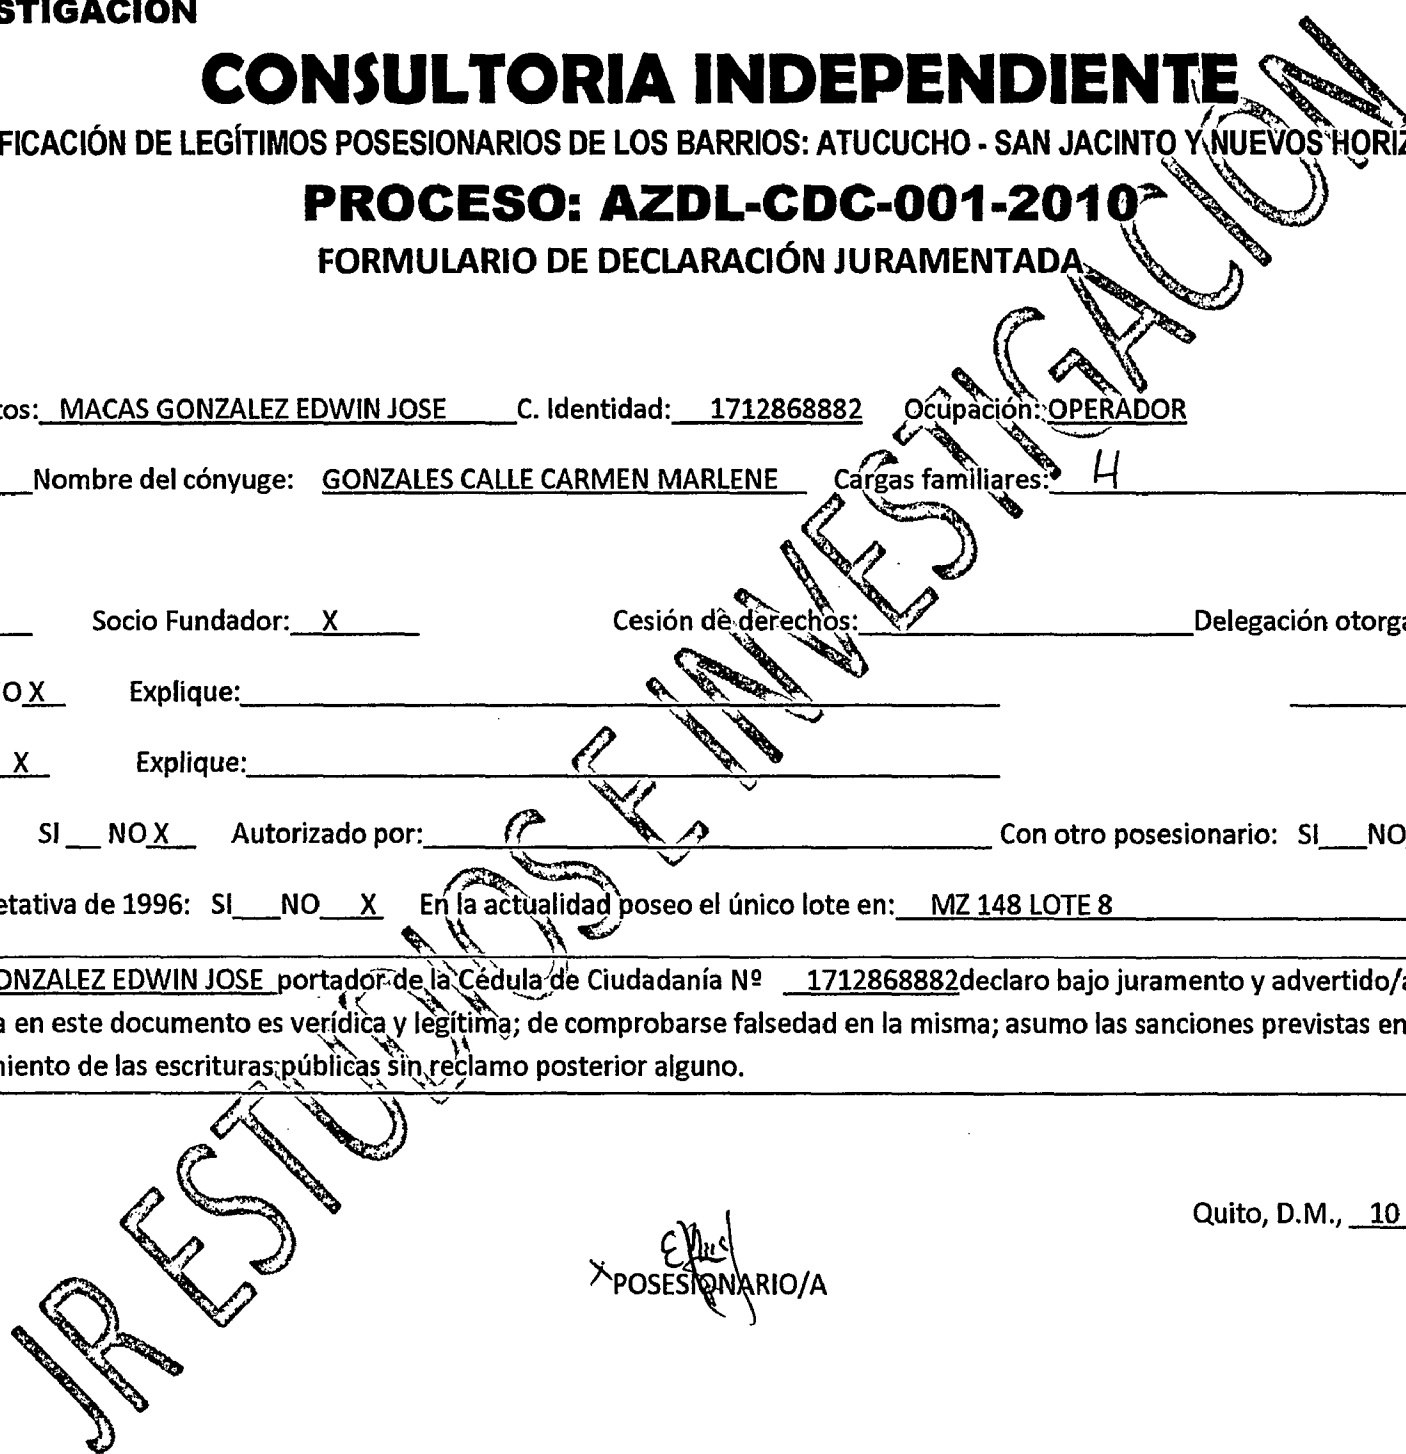 STIGACIÓN
CONSULTORIA INDEPENDIENTE
FICACIÓN DE LEGÍTIMOS POSESIONARIOS DE LOS BARRIOS: ATUCUCHO - SAN JACINTO Y NUEVOS HORIZ
PROCESO: AZDL-CDC-001-2010
FORMULARIO DE DECLARACIÓN JURAMENTADA
tos: MACAS GONZALEZ EDWIN JOSE C. Identidad: 1712868882 Ocupación: OPERADOR
Nombre del cónyuge: GONZALES CALLE CARMEN MARLENE Cargas familiares: 4
Socio Fundador: X Cesión de derechos: Delegación otorga
O X Explique:
X Explique:
SI NO X Autorizado por: Con otro posesionario: SI NO
etativa de 1996: SI NO X En la actualidad poseo el único lote en: MZ 148 LOTE 8
ONZALEZ EDWIN JOSE portador de la Cédula de Ciudadanía Nº 1712868882declaro bajo juramento y advertido/a
a en este documento es verídica y legítima; de comprobarse falsedad en la misma; asumo las sanciones previstas en
niento de las escrituras públicas sin reclamo posterior alguno.
Quito, D.M., 10
X POSESIONARIO/A
JR ESTUDIOS E INVESTIGACION